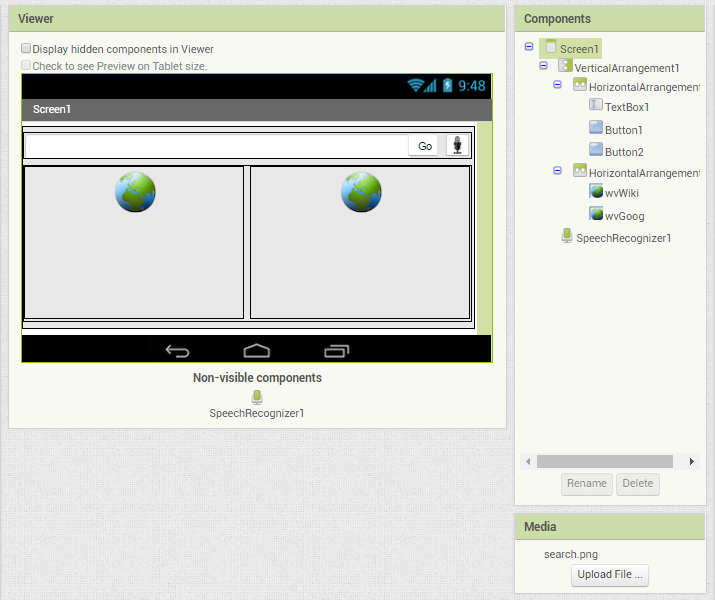 Viewer
Display hidden components in Viewer
Check to see Preview on Tablet size.
9:48
Screen1
Go
Non-visible components
SpeechRecognizer1
Components
Screen1
VerticalArrangement1
HorizontalArrangement
TextBox1
Button1
Button2
HorizontalArrangement
wvWiki
wvGoog
SpeechRecognizer1
Rename
Delete
Media
search.png
Upload File ...